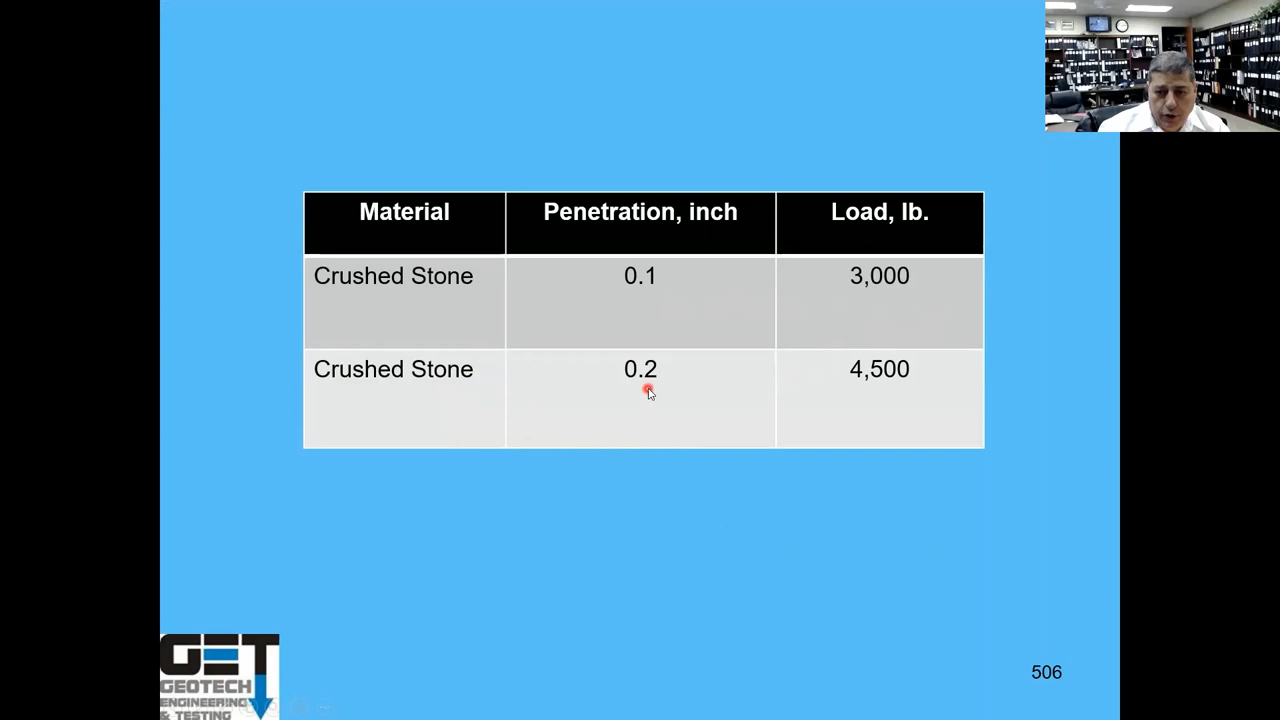 Material Penetration, inch Load, lb.
Crushed Stone 0.1 3,000
Crushed Stone 0.2 4,500
GET
GEOTECH
ENGINEERING
& TESTING
506